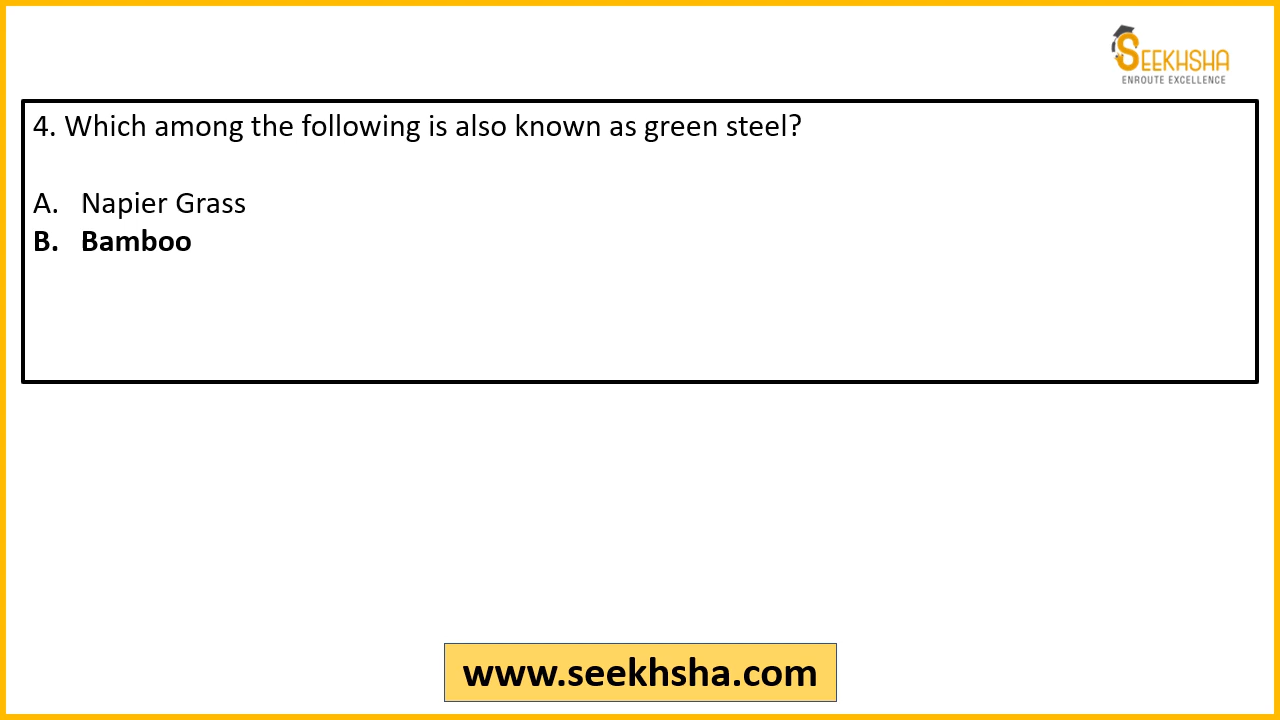 SEEKHSHA
ENROUTE EXCELLENCE
4. Which among the following is also known as green steel?
A. Napier Grass
B. Bamboo
www.seekhsha.com